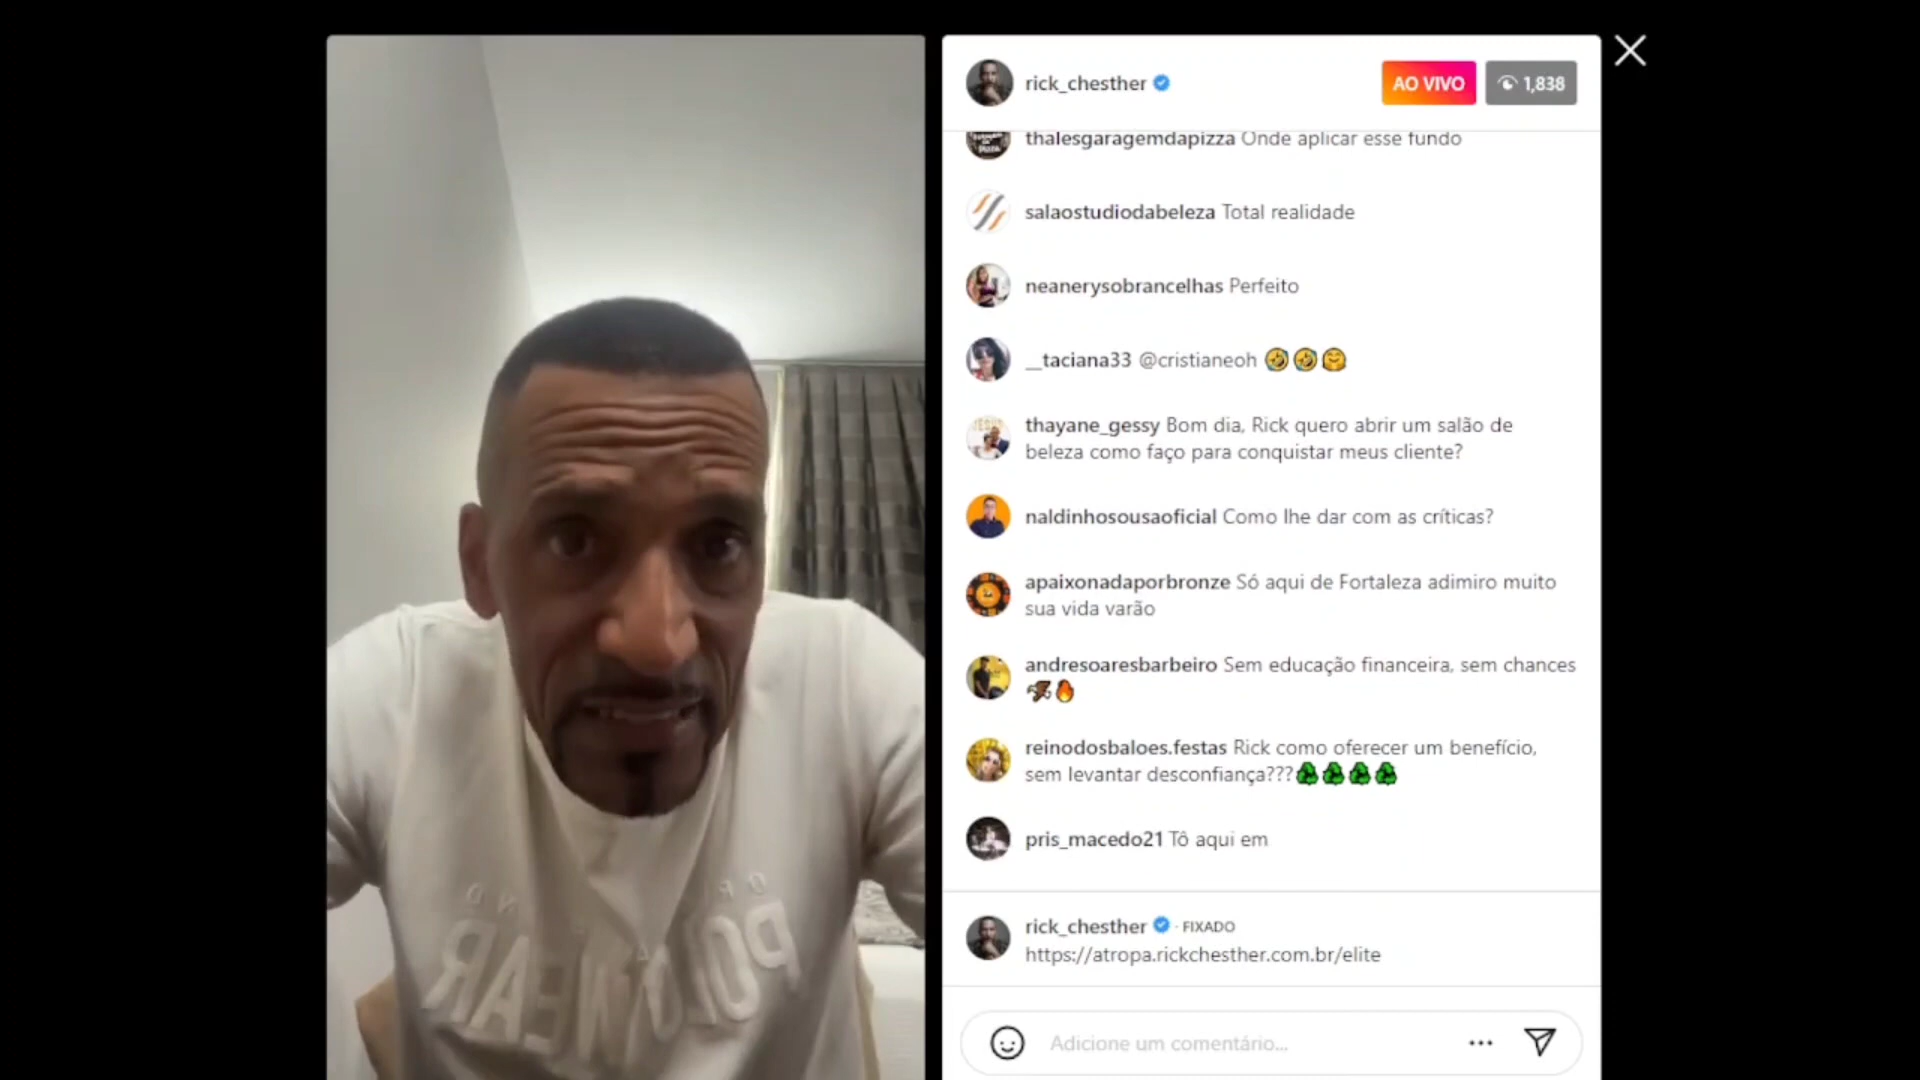 rick_chesther
AO VIVO
1,838
thalesgaragemdapizza Onde aplicar esse fundo
salaostudiodabeleza Total realidade
neanerysobrancelhas Perfeito
__taciana33 @cristianeoh 🤣🤣🤗
thayane_gessy Bom dia, Rick quero abrir um salão de
beleza como faço para conquistar meus cliente?
naldinhosousaoficial Como lhe dar com as críticas?
apaixonadaporbronze Só aqui de Fortaleza adimiro muito
sua vida varão
andresoaresbarbeiro Sem educação financeira, sem chances
🔥
reinodosbaloes.festas Rick como oferecer um benefício,
sem levantar desconfiança???
pris_macedo21 Tô aqui em
rick_chesther · FIXADO
https://atropa.rickchesther.com.br/elite
Adicione um comentário...
POLO WEAR